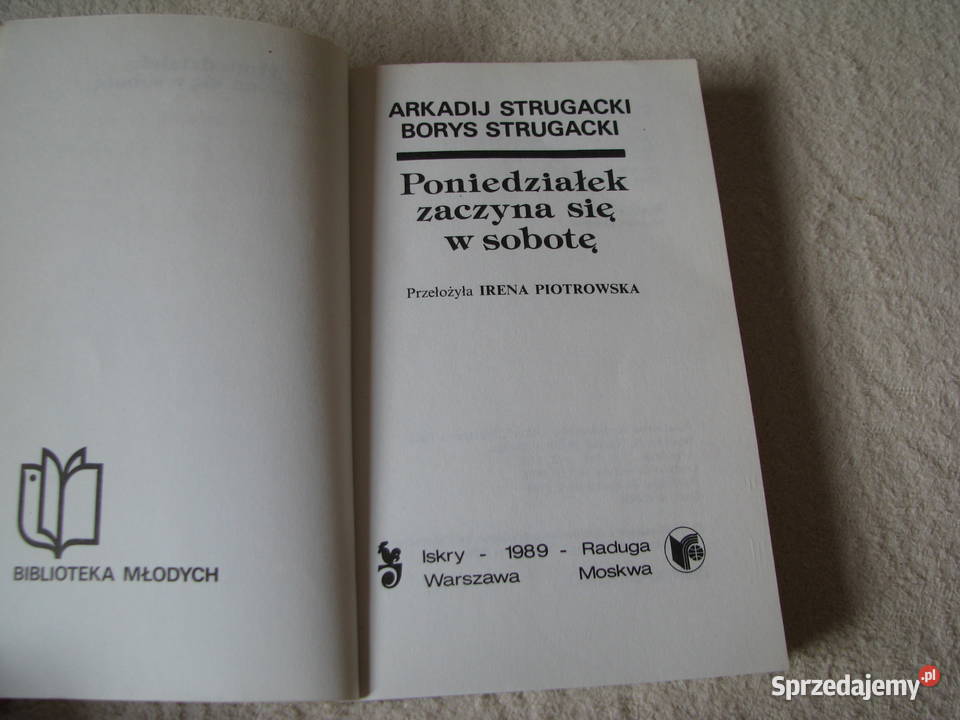 BIBLIOTEKA MŁODYCH
ARKADIJ STRUGACKI
BORYS STRUGACKI
Poniedziałek
zaczyna się
w sobotę
Przełożyła IRENA PIOTROWSKA
Iskry - 1989 - Raduga
Warszawa Moskwa
Sprzedajemy.pl